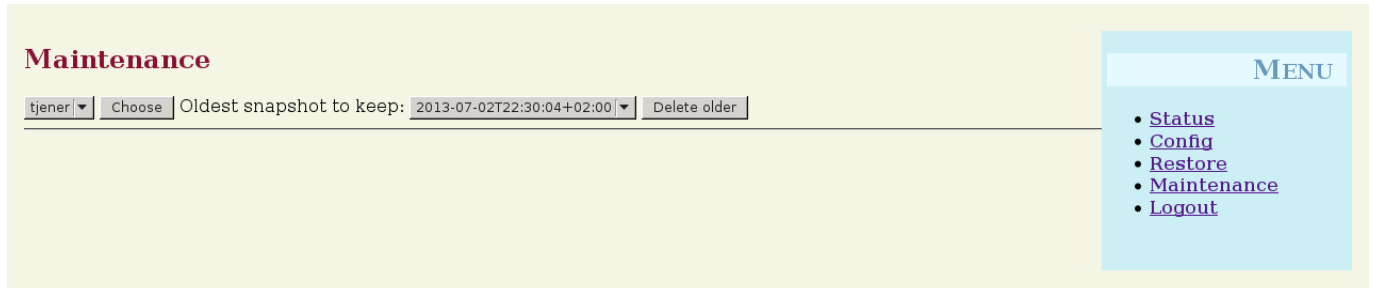 Maintenance
tjener Choose Oldest snapshot to keep: 2013-07-02T22:30:04+02:00 Delete older
MENU
Status
Config
Restore
Maintenance
Logout